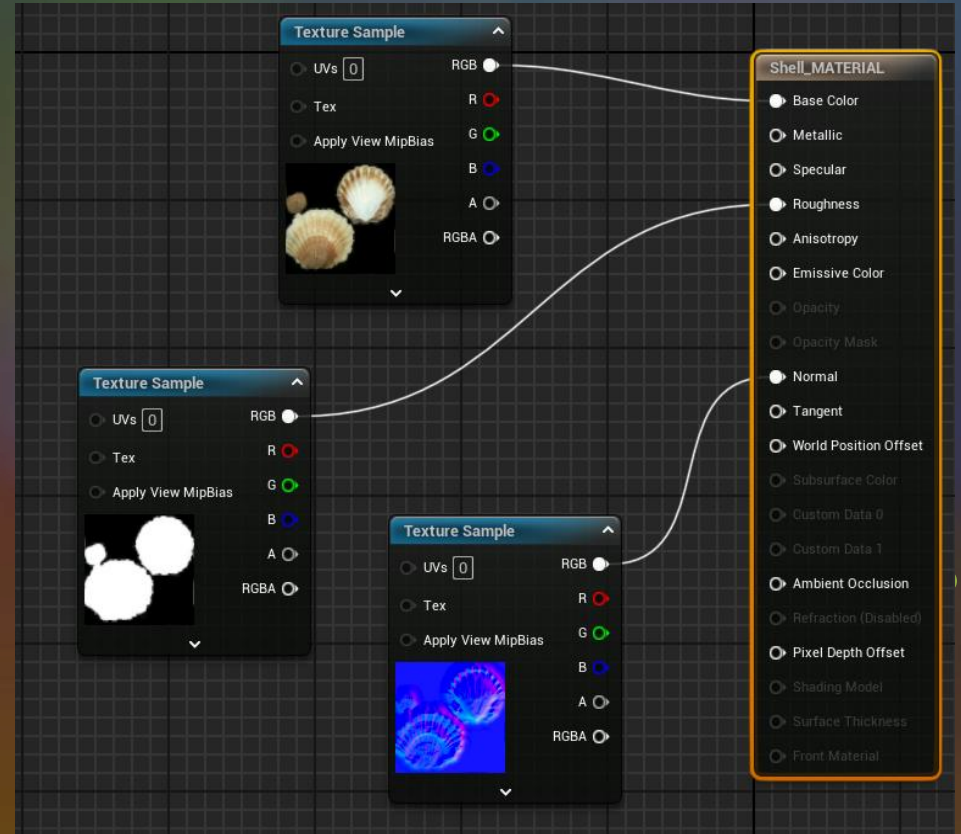 Texture Sample
UVs 0 RGB
Tex R
Apply View MipBias G
B
A
RGBA
Texture Sample
UVs 0 RGB
Tex R
Apply View MipBias G
B
A
RGBA
Texture Sample
UVs 0 RGB
Tex R
Apply View MipBias G
B
A
RGBA
Shell_MATERIAL
Base Color
Metallic
Specular
Roughness
Anisotropy
Emissive Color
Opacity
Opacity Mask
Normal
Tangent
World Position Offset
Subsurface Color
Custom Data 0
Custom Data 1
Ambient Occlusion
Refraction (Disabled)
Pixel Depth Offset
Shading Model
Surface Thickness
Front Material